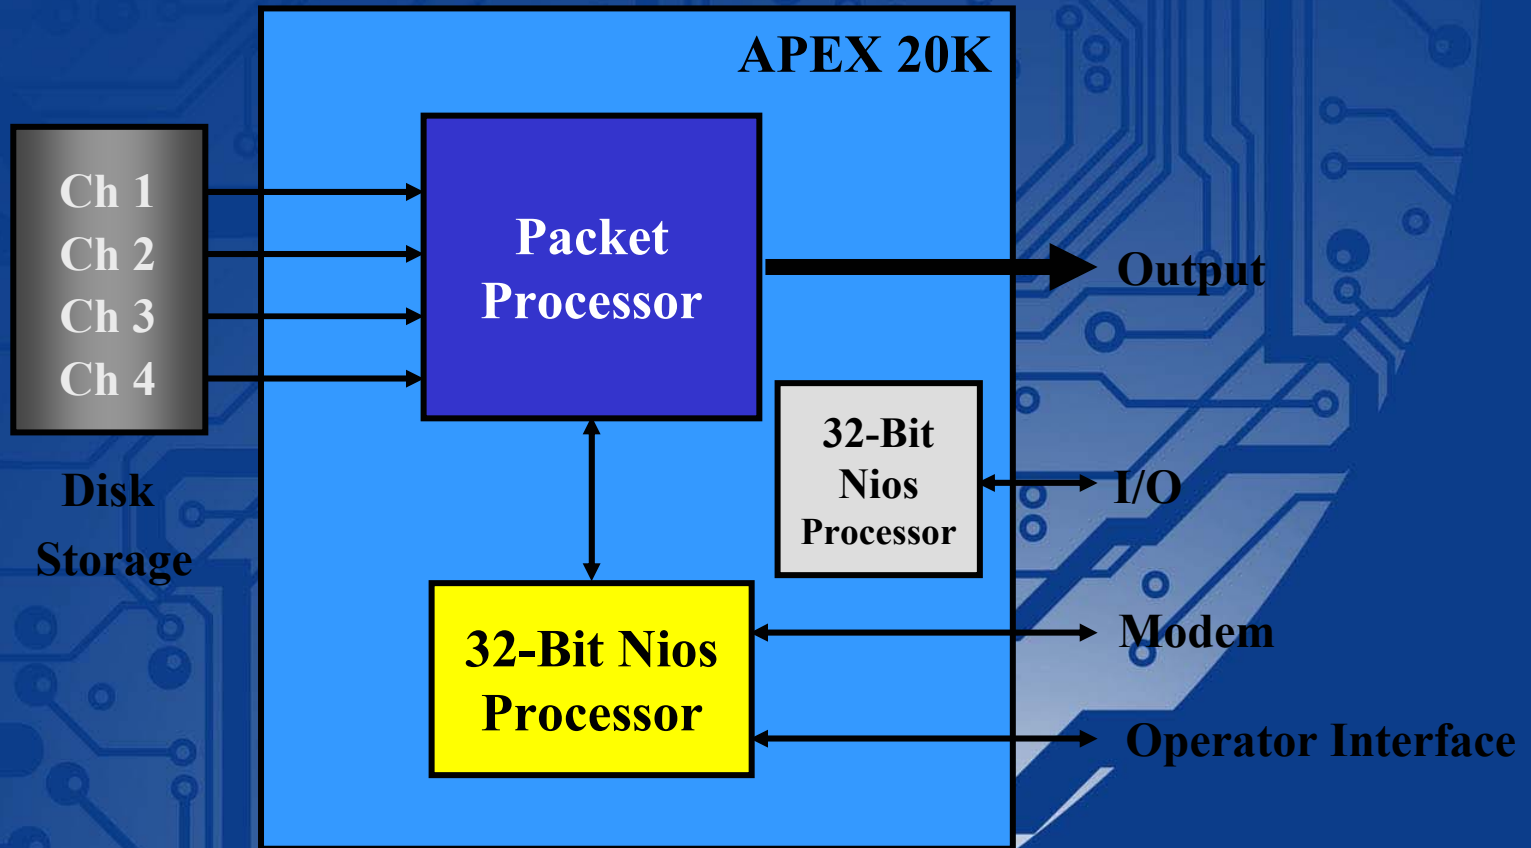 APEX 20K
Ch 1
Ch 2
Ch 3
Ch 4
Disk
Storage
Packet
Processor
Output
32-Bit
Nios
Processor
I/O
32-Bit Nios
Processor
Modem
Operator Interface